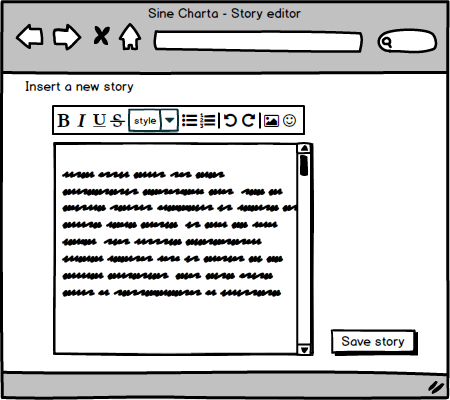 Sine Charta - Story editor
Insert a new story
B I U S style
Save story